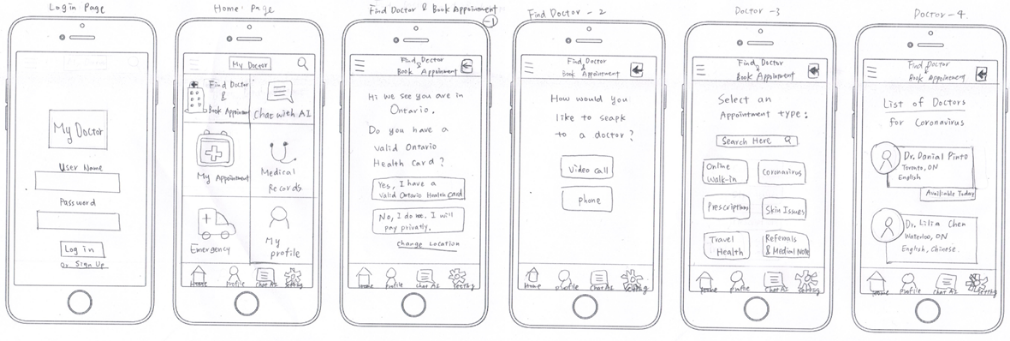 Login Page
My Doctor
User Name
Password
Log in
Or Sign Up
Home Page
My Doctor
Find Doctor
&
Book Appointment
Chat with AI
My Appointment
Medical
Records
Emergency
My
profile
Home
Profile
Chat AI
Setting
Find Doctor & Book Appointment
-1
Find Doctor
&
Book Appointment
Hi we see you are in
Ontario.
Do you have a
valid Ontario
Health Card?
Yes, I have a
valid Ontario Health card
No, I do not. I will
pay privately.
Change Location
Home
Profile
Chat AI
Setting
Find Doctor - 2
Find Doctor
&
Book Appointment
How would you
like to seapk
to a doctor?
Video Call
phone
Home
profile
Chat AI
Setting
Doctor -3
Find Doctor
&
Book Appointment
Select an
Appointment type:
Search Here
Online
Walk-in
Coronavirus
Prescription
Skin Issues
Travel
Health
Referrals
& Medical Note
Home
Profile
Chat AI
Setting
Doctor-4
Find Doctor
&
Book Appointment
List of Doctors
for Coronavirus
Dr. Danial Pinto
Toronto, ON
English
Available Today
Dr. Lilia Chen
Waterloo, ON
English, Chinese.
Home
Profile
Chat AI
Setting